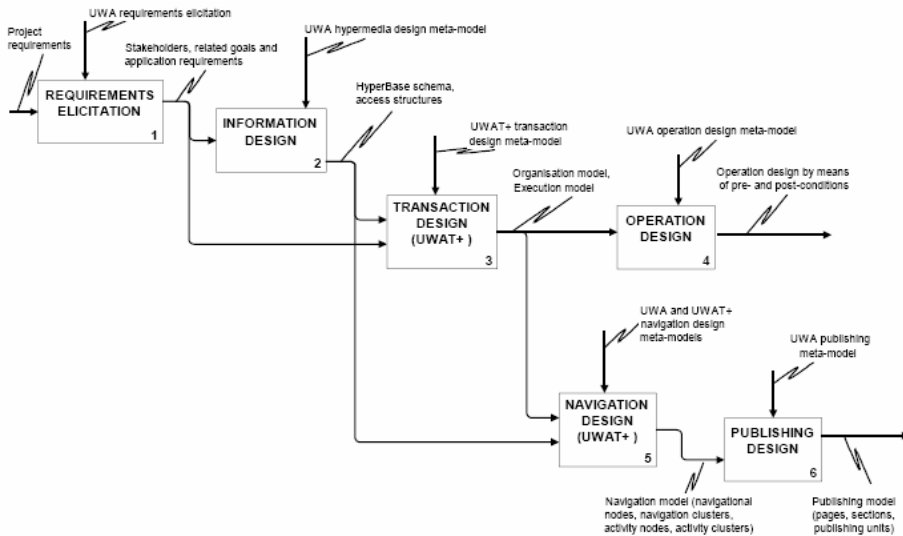 UWA requirements elicitation
Project
requirements
Stakeholders, related goals and
application requirements
REQUIREMENTS
ELICITATION
1
UWA hypermedia design meta-model
INFORMATION
DESIGN
2
HyperBase schema,
access structures
UWAT+ transaction
design meta-model
TRANSACTION
DESIGN
(UWAT+ )
3
Organisation model,
Execution model
UWA operation design meta-model
OPERATION
DESIGN
4
Operation design by means
of pre- and post-conditions
UWA and UWAT+
navigation design
meta-models
NAVIGATION
DESIGN
(UWAT+ )
5
Navigation model (navigational
nodes, navigation clusters,
activity nodes, activity clusters)
UWA publishing
meta-model
PUBLISHING
DESIGN
6
Publishing model
(pages, sections,
publishing units)